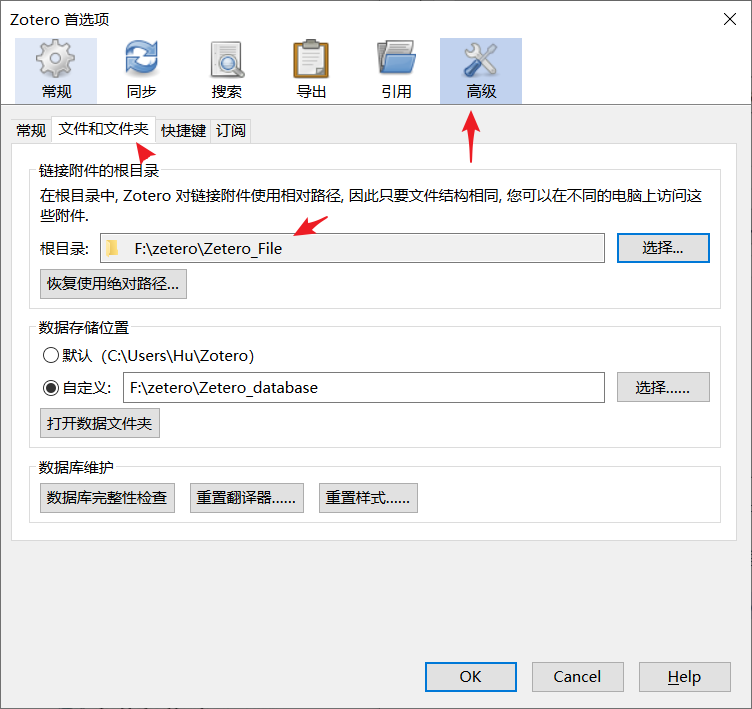 Zotero 首选项
常规 同步 搜索 导出 引用 高级
常规 文件和文件夹 快捷键 订阅
链接附件的根目录
在根目录中, Zotero 对链接附件使用相对路径, 因此只要文件结构相同, 您可以在不同的电脑上访问这
些附件.
根目录: F:\zetero\Zetero_File 选择...
恢复使用绝对路径...
数据存储位置
默认（C:\Users\Hu\Zotero）
自定义: F:\zetero\Zetero_database 选择......
打开数据文件夹
数据库维护
数据库完整性检查 重置翻译器...... 重置样式......
OK Cancel Help